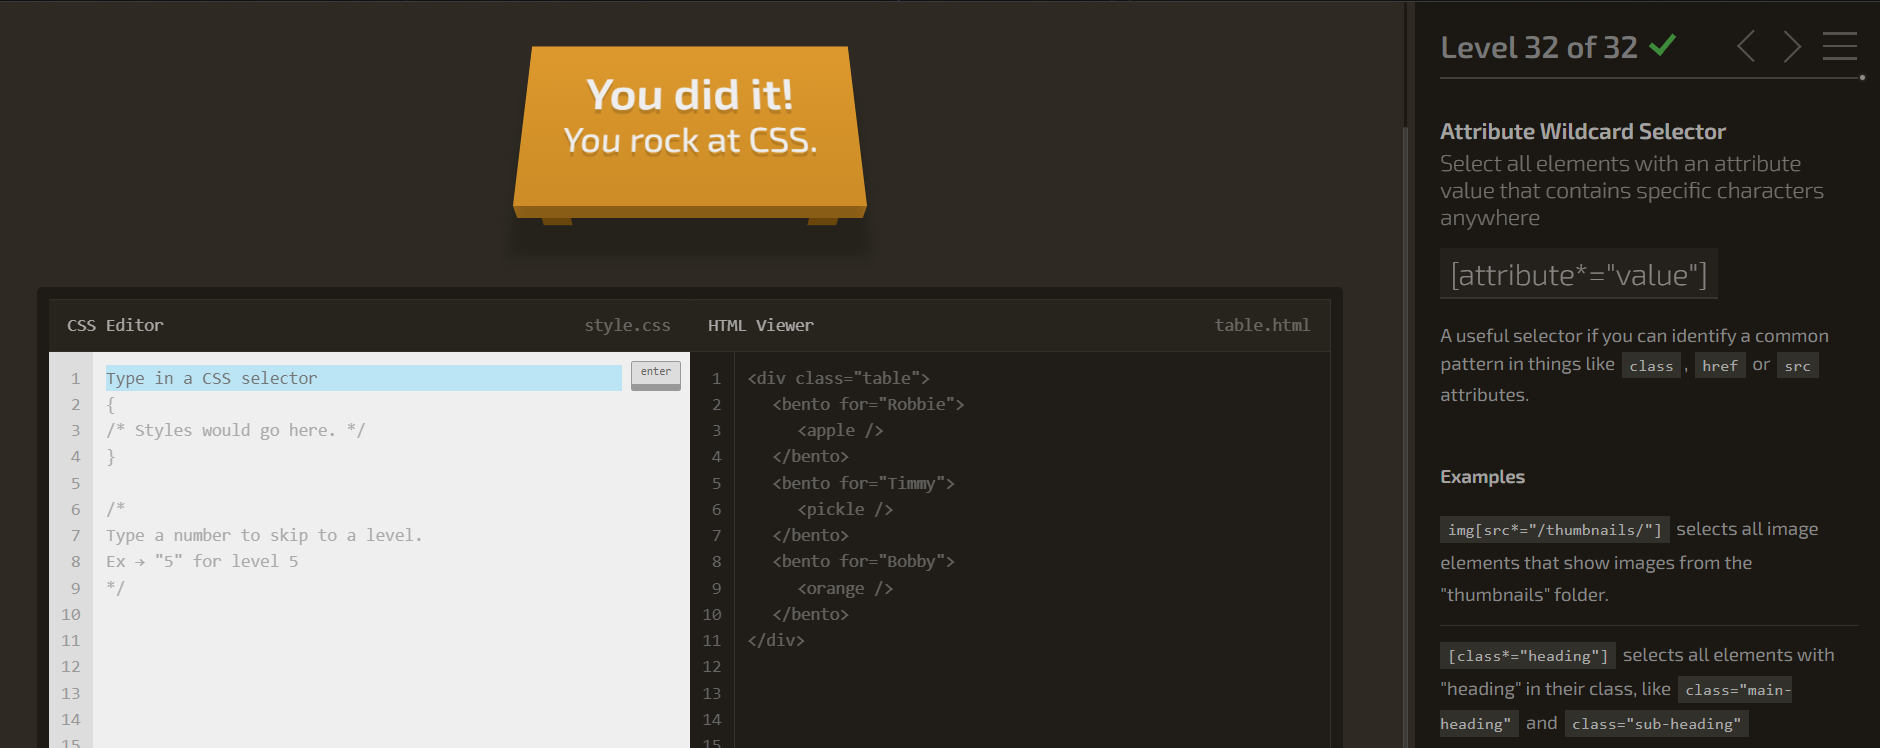 You did it!
You rock at CSS.
CSS Editor
style.css
HTML Viewer
table.html
1
Type in a CSS selector
enter
2
{
3
/* Styles would go here. */
4
}
5
6
/*
7
Type a number to skip to a level.
8
Ex → "5" for level 5
9
*/
10
11
12
13
14
15
1 <div class="table">
2 <bento for="Robbie">
3 <apple />
4 </bento>
5 <bento for="Timmy">
6 <pickle />
7 </bento>
8 <bento for="Bobby">
9 <orange />
10 </bento>
11 </div>
12
13
14
15
Level 32 of 32
Attribute Wildcard Selector
Select all elements with an attribute
value that contains specific characters
anywhere
[attribute*="value"]
A useful selector if you can identify a common
pattern in things like class , href or src
attributes.
Examples
img[src*="/thumbnails/"] selects all image
elements that show images from the
"thumbnails" folder.
[class*="heading"] selects all elements with
"heading" in their class, like class="main-
heading" and class="sub-heading"